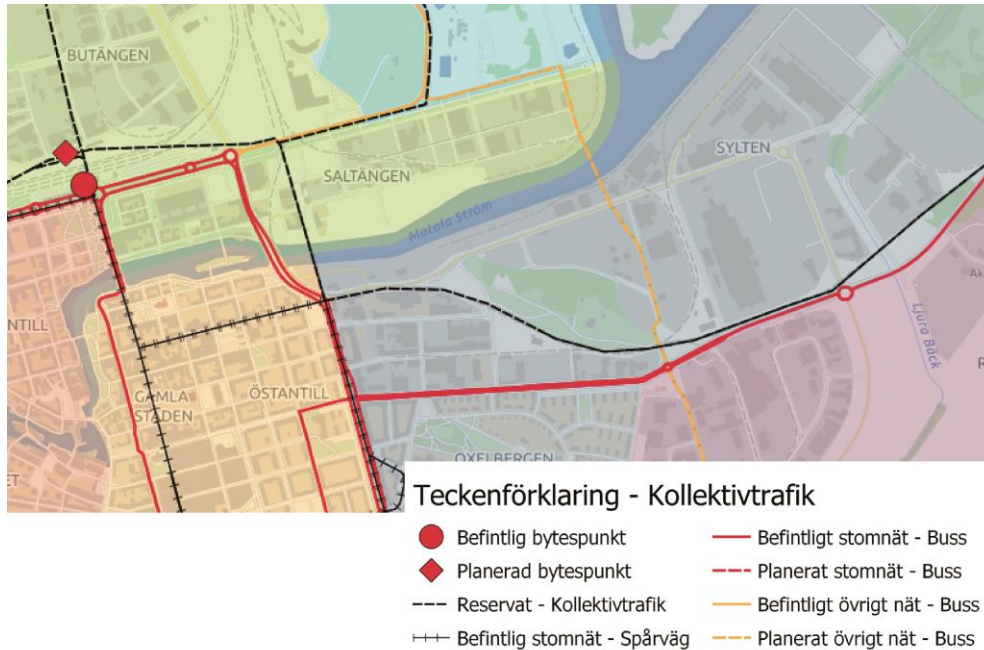 BUTÄNGEN
SYLTEN
SALTÄNGEN
Motala Ström
Ljura Bäck
GAMLA
STADEN
ÖSTANTILL
OXELBERGEN
Teckenförklaring - Kollektivtrafik
Befintlig bytespunkt
Planerad bytespunkt
Reservat - Kollektivtrafik
Befintlig stomnät - Spårväg
Befintligt stomnät - Buss
Planerat stomnät - Buss
Befintligt övrigt nät - Buss
Planerat övrigt nät - Buss